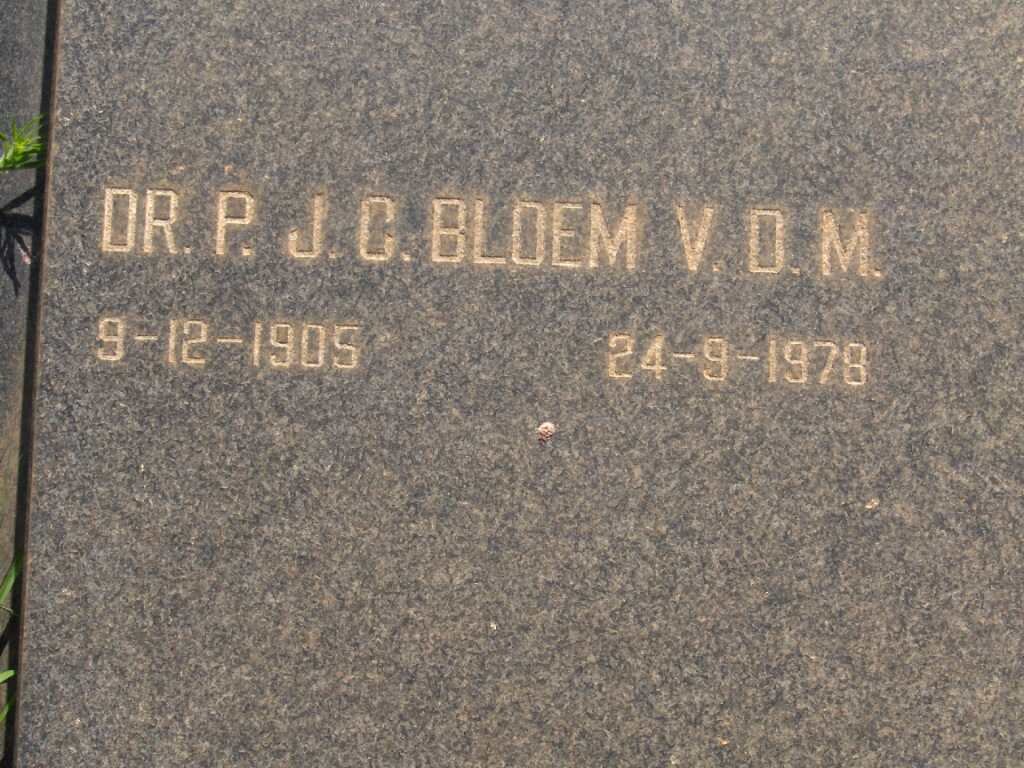 DR. P. J. C. BLOEM V. D. M.
9-12-1905 24-9-1978